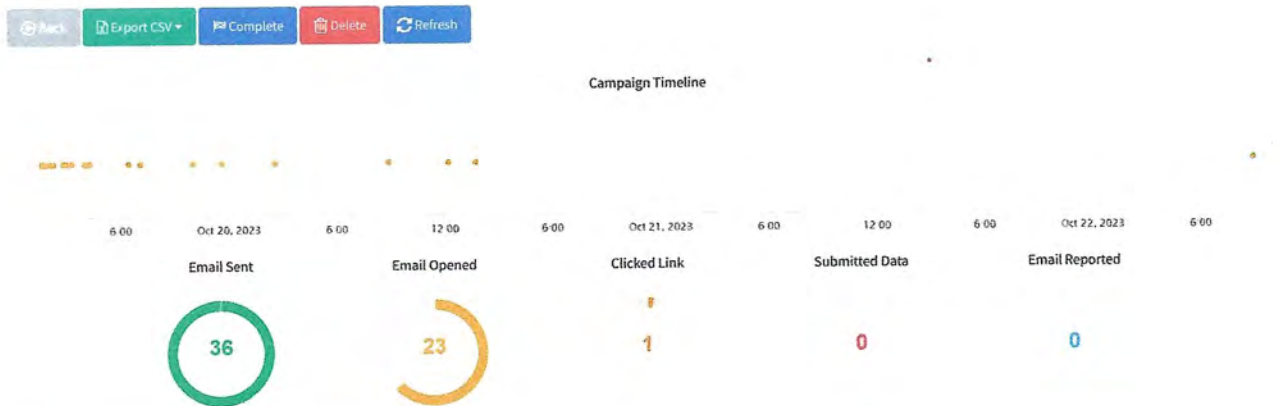 Back Export CSV Complete Delete Refresh
Campaign Timeline
6:00 Oct 20, 2023 6:00 12:00 6:00 Oct 21, 2023 6:00 12:00 6:00 Oct 22, 2023 6:00
Email Sent Email Opened Clicked Link Submitted Data Email Reported
36 23 1 0 0